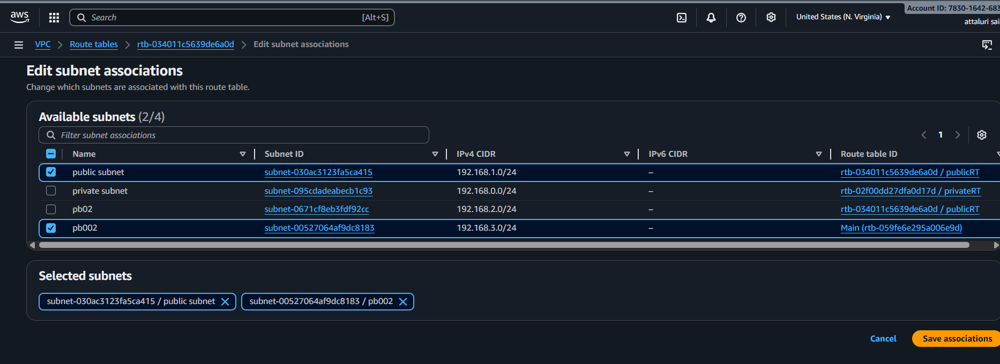 aws
Search [Alt+S]
United States (N. Virginia)
Account ID: 7830-1642-683
attaluri sai
VPC Route tables rtb-034011c5639de6a0d Edit subnet associations
Edit subnet associations
Change which subnets are associated with this route table.
Available subnets (2/4)
Filter subnet associations
1
Name Subnet ID IPv4 CIDR IPv6 CIDR Route table ID
public subnet subnet-030ac3123fa5ca415 192.168.1.0/24 – rtb-034011c5639de6a0d / publicRT
private subnet subnet-095cdadeabecb1c93 192.168.0.0/24 – rtb-02f00dd27dfa0d17d / privateRT
pb02 subnet-0671cf8eb3fdf92cc 192.168.2.0/24 – rtb-034011c5639de6a0d / publicRT
pb002 subnet-00527064af9dc8183 192.168.3.0/24 – Main (rtb-059fe6e295a006e9d)
Selected subnets
subnet-030ac3123fa5ca415 / public subnet subnet-00527064af9dc8183 / pb002
Cancel Save associations